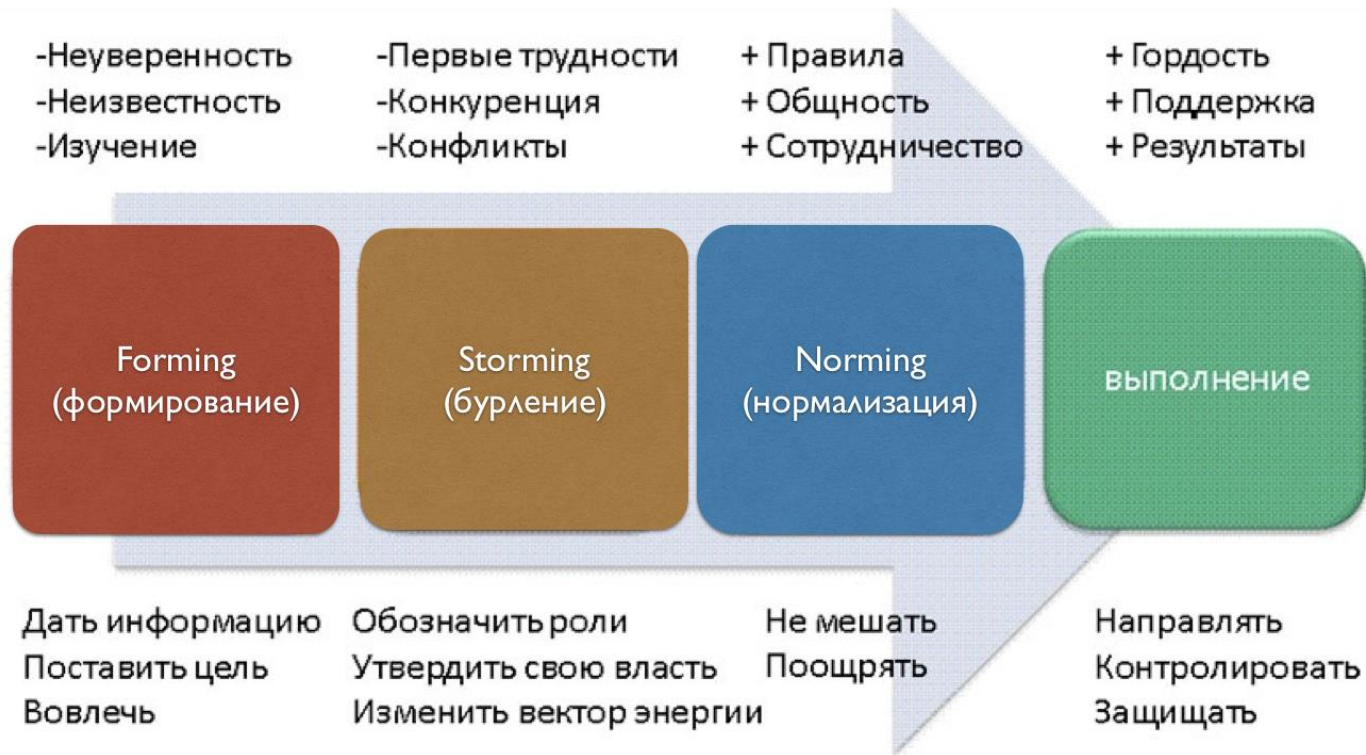 -Неуверенность
-Неизвестность
-Изучение
-Первые трудности
-Конкуренция
-Конфликты
+ Правила
+ Общность
+ Сотрудничество
+ Гордость
+ Поддержка
+ Результаты
Forming
(формирование)
Storming
(бурление)
Norming
(нормализация)
выполнение
Дать информацию
Поставить цель
Вовлечь
Обозначить роли
Утвердить свою власть
Изменить вектор энергии
Не мешать
Поощрять
Направлять
Контролировать
Защищать